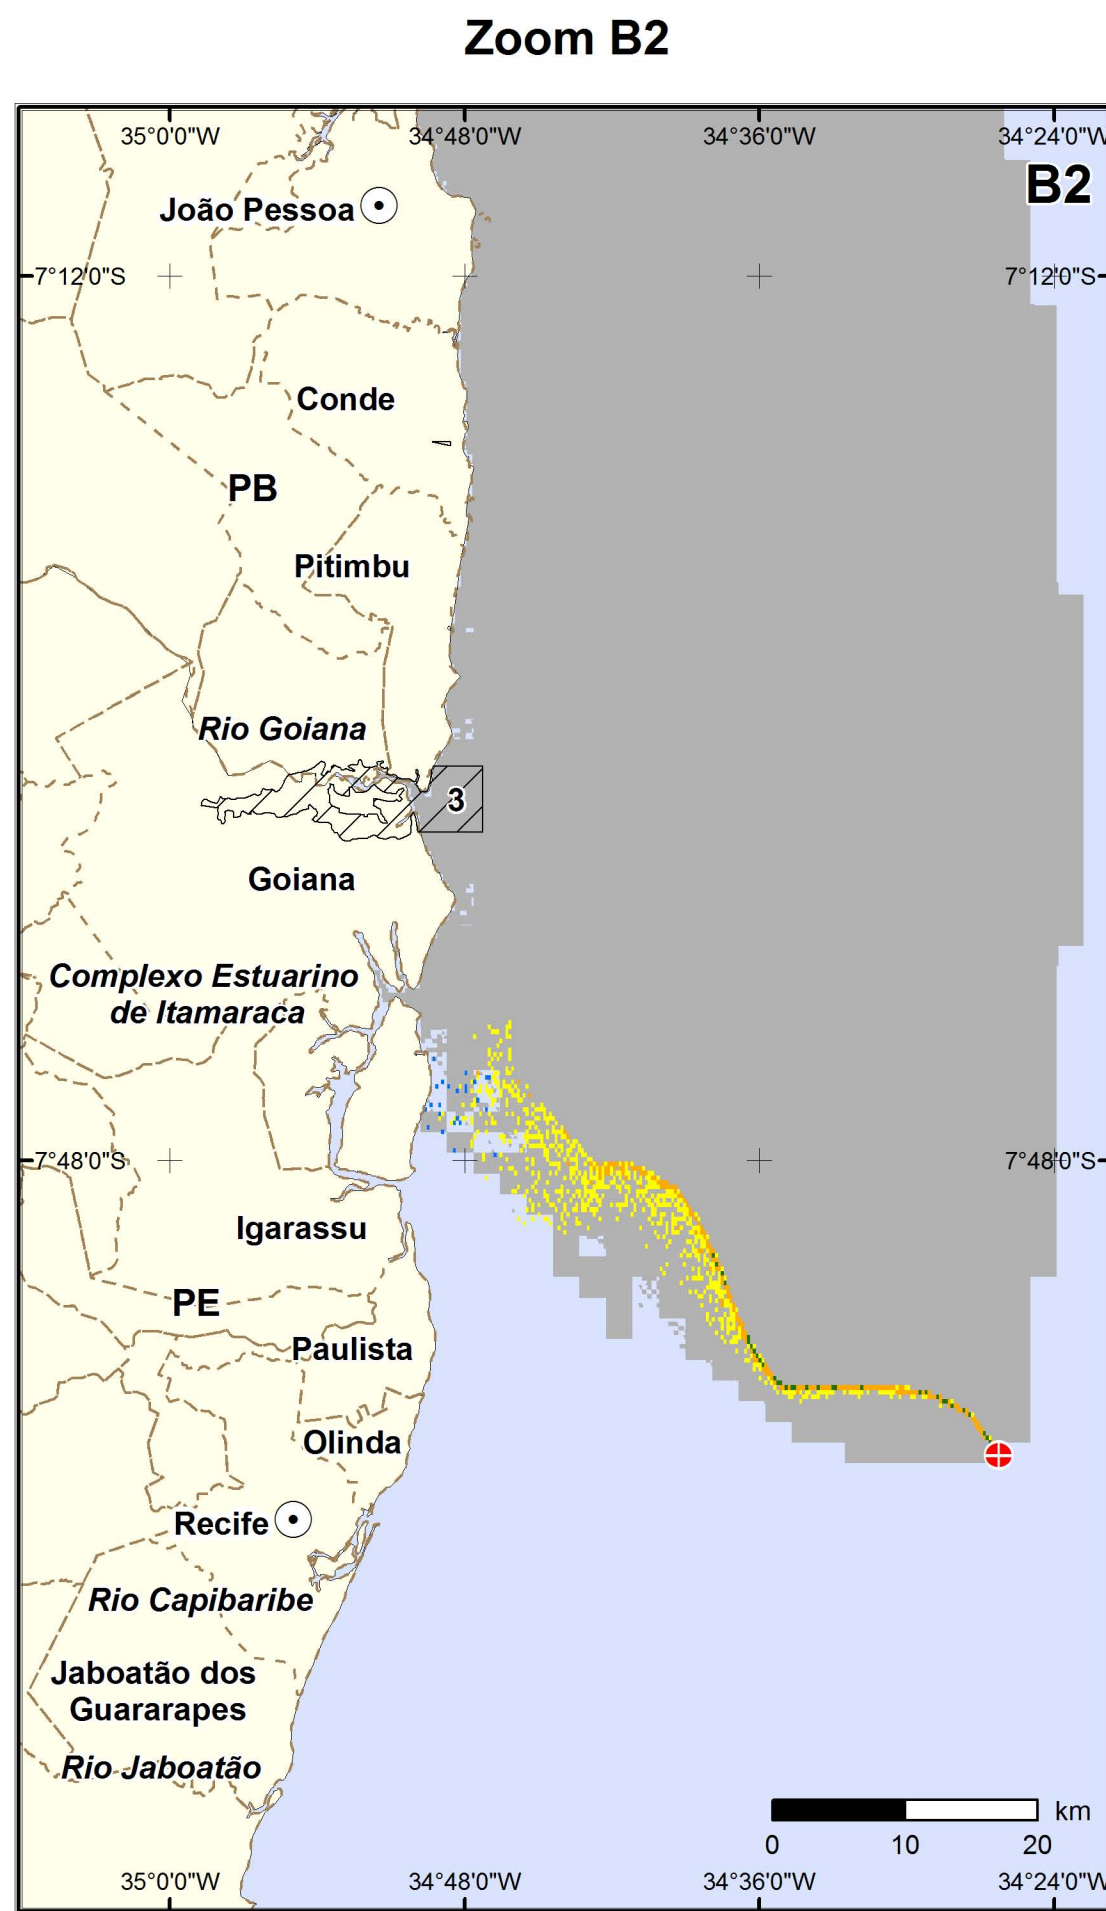 Zoom B2
35°0'0"W
34°48'0"W
34°36'0"W
34°24'0"W
B2
João Pessoa
7°12'0"S
7°12'0"S
Conde
PB
Pitimbu
Rio Goiana
3
Goiana
Complexo Estuarino
de Itamaraca
7°48'0"S
7°48'0"S
Igarassu
PE
Paulista
Olinda
Recife
Rio Capibaribe
Jaboatão dos
Guararapes
Rio Jaboatão
km
0 10 20
35°0'0"W
34°48'0"W
34°36'0"W
34°24'0"W